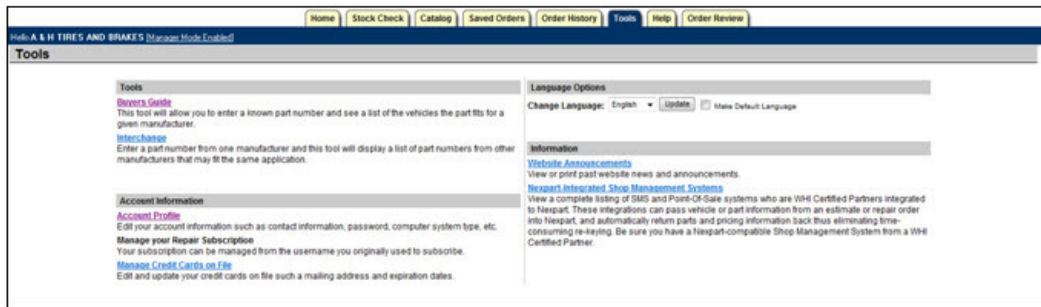 Home Stock Check Catalog Saved Orders Order History Tools Help Order Review
Hello A & H TIRES AND BRAKES [Manager Mode Enabled]
Tools
Tools
Buyers Guide
This tool will allow you to enter a known part number and see a list of the vehicles the part fits for a
given manufacturer.
Interchange
Enter a part number from one manufacturer and this tool will display a list of part numbers from other
manufacturers that may fit the same application.
Account Information
Account Profile
Edit your account information such as contact information, password, computer system type, etc.
Manage your Repair Subscription
Your subscription can be managed from the username you originally used to subscribe.
Manage Credit Cards on File
Edit and update your credit cards on file such a mailing address and expiration dates.
Language Options
Change Language: English Update Make Default Language
Information
Website Announcements
View or print past website news and announcements.
Nexpart-Integrated Shop Management Systems
View a complete listing of SMS and Point-Of-Sale systems who are WHI Certified Partners integrated
to Nexpart. These integrations can pass vehicle or part information from an estimate or repair order
into Nexpart, and automatically return parts and pricing information back thus eliminating time-
consuming re-keying. Be sure you have a Nexpart-compatible Shop Management System from a WHI
Certified Partner.